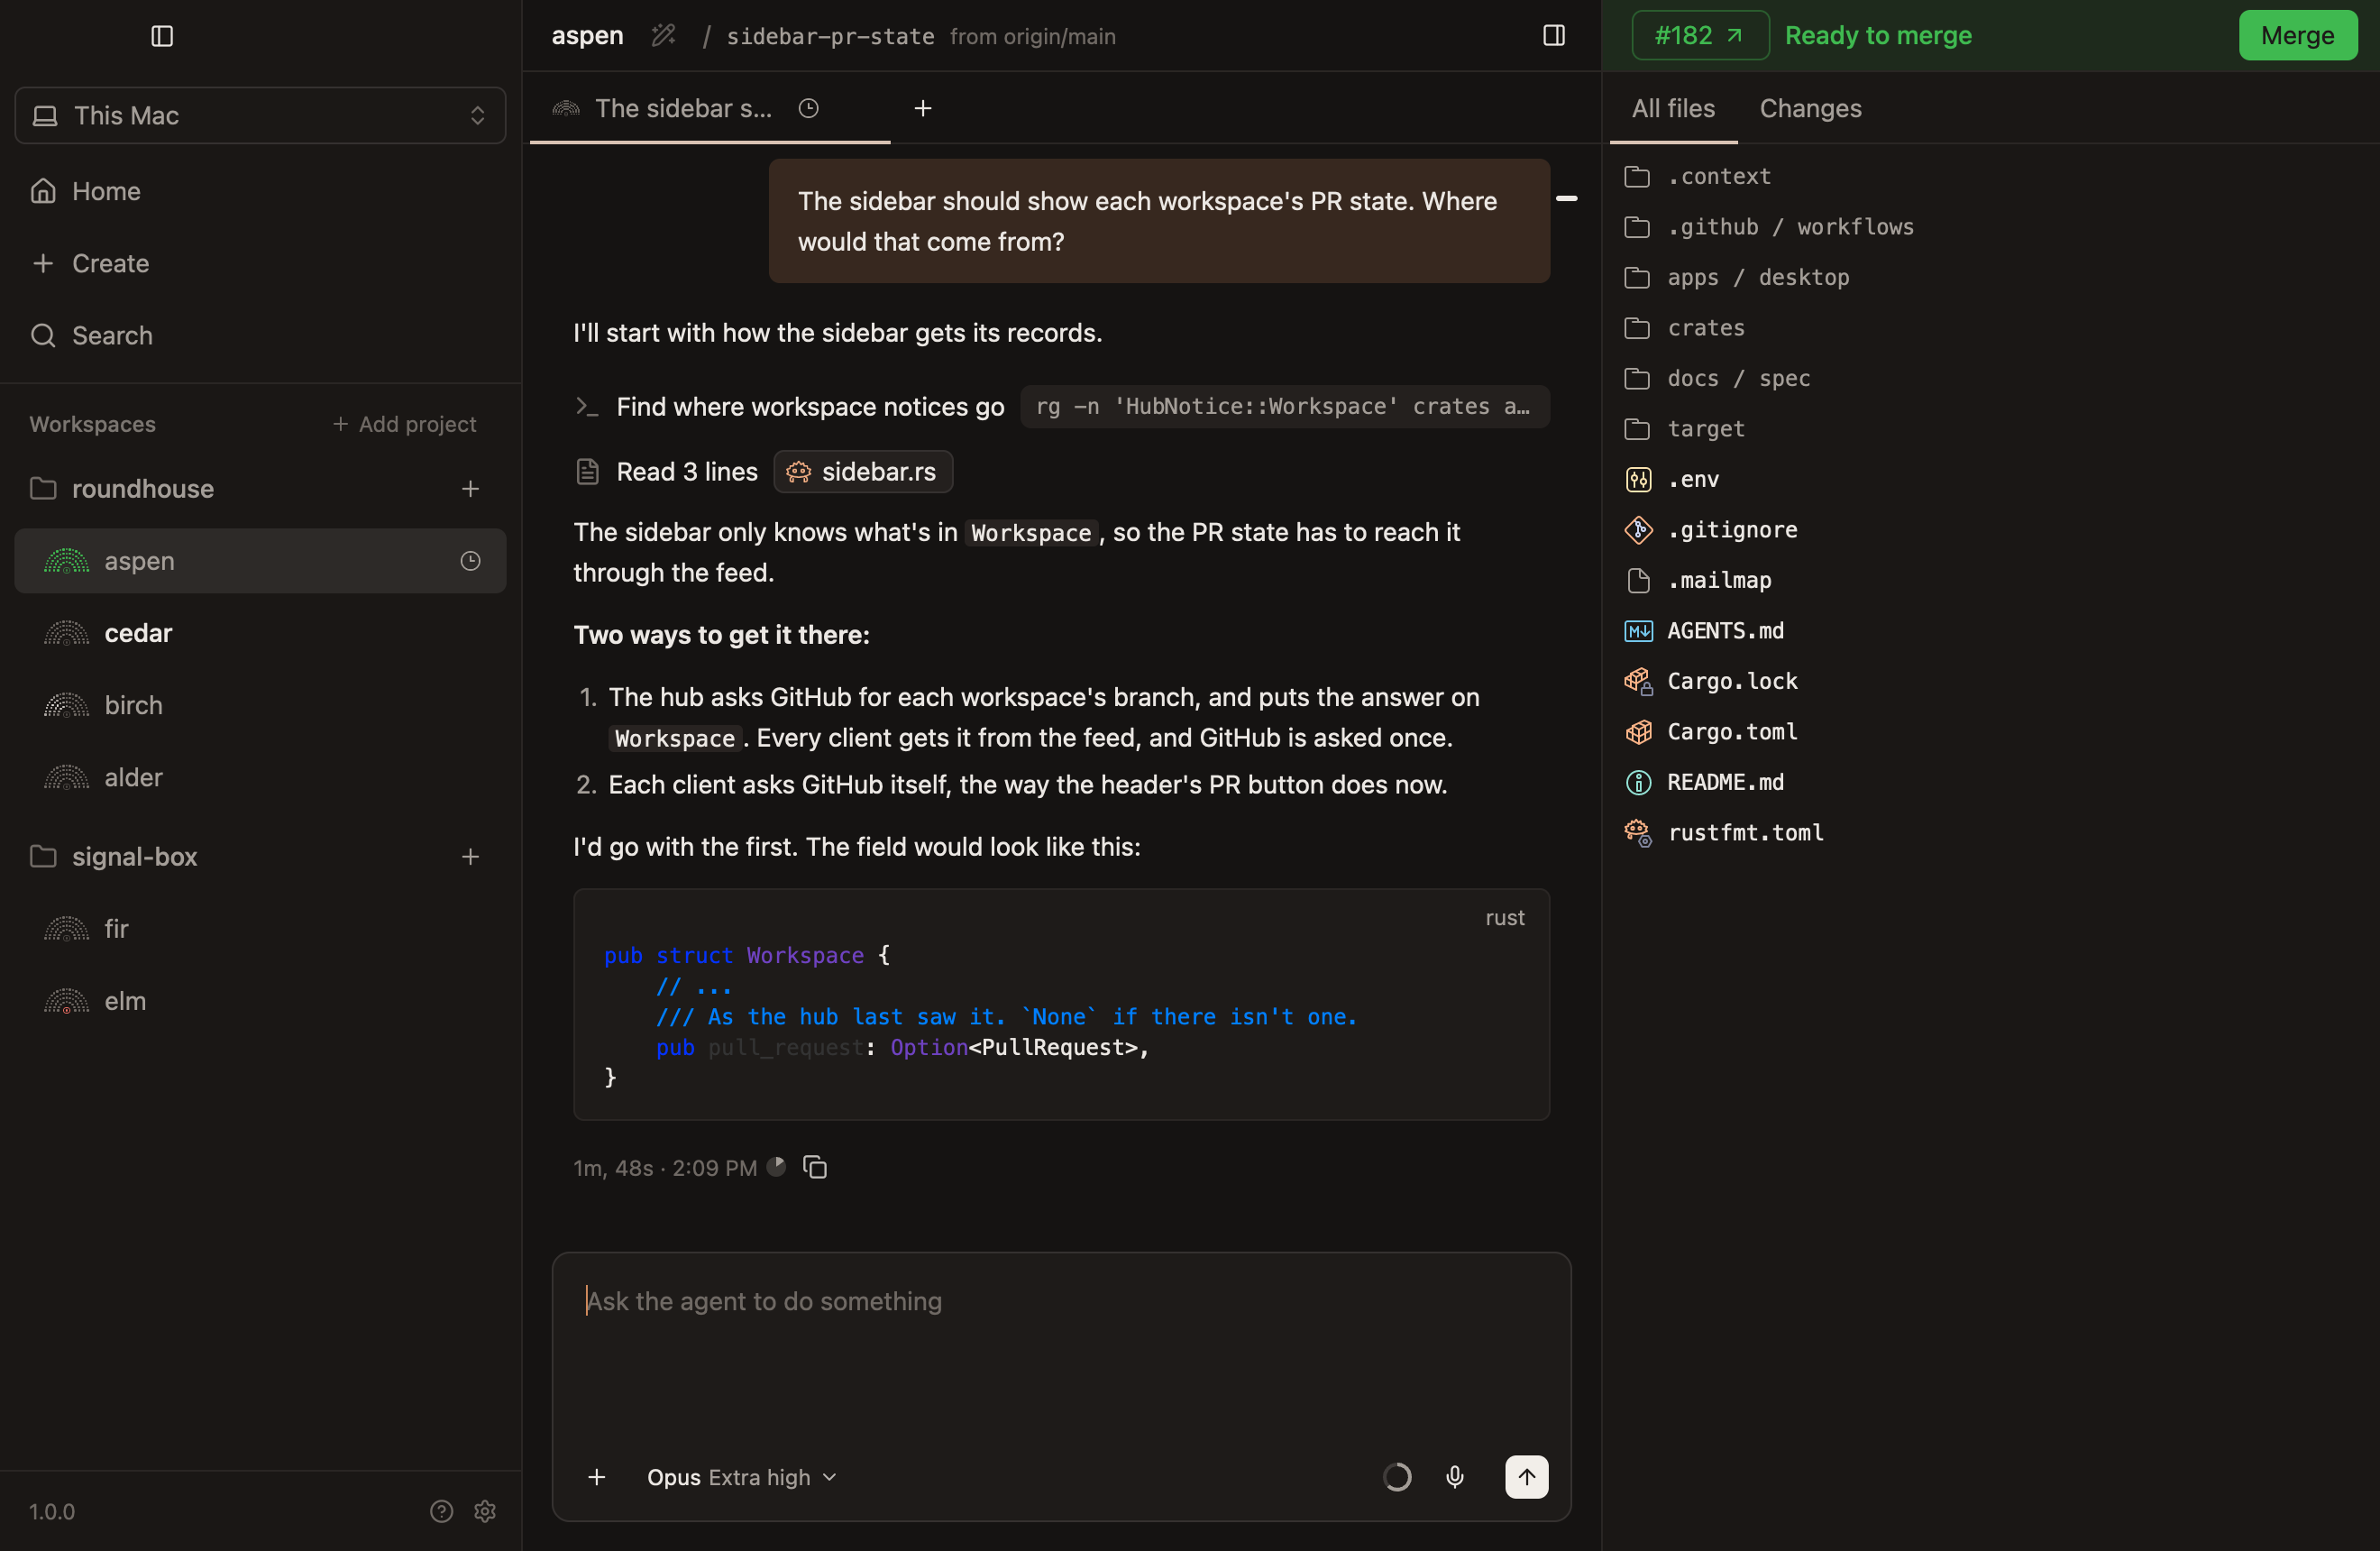 This Mac
Home
Create
Search
Workspaces
+ Add project
roundhouse
aspen
cedar
birch
alder
signal-box
fir
elm
1.0.0
aspen / sidebar-pr-state from origin/main
The sidebar s...
The sidebar should show each workspace's PR state. Where
would that come from?
I'll start with how the sidebar gets its records.
Find where workspace notices go rg -n 'HubNotice::Workspace' crates a…
Read 3 lines sidebar.rs
The sidebar only knows what's in Workspace, so the PR state has to reach it
through the feed.
Two ways to get it there:
1. The hub asks GitHub for each workspace's branch, and puts the answer on
Workspace. Every client gets it from the feed, and GitHub is asked once.
2. Each client asks GitHub itself, the way the header's PR button does now.
I'd go with the first. The field would look like this:
rust
pub struct Workspace {
// ...
/// As the hub last saw it. `None` if there isn't one.
pub pull_request: Option<PullRequest>,
}
1m, 48s · 2:09 PM
Ask the agent to do something
Opus Extra high
#182 Ready to merge
Merge
All files Changes
.context
.github / workflows
apps / desktop
crates
docs / spec
target
.env
.gitignore
.mailmap
AGENTS.md
Cargo.lock
Cargo.toml
README.md
rustfmt.toml